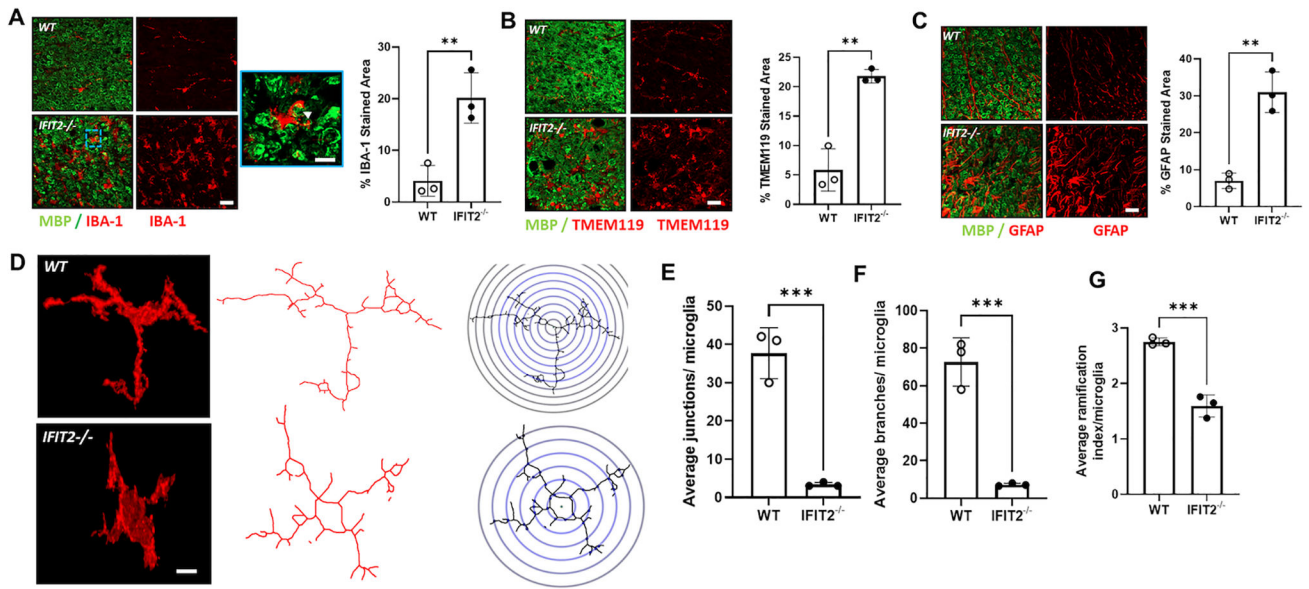 A
WT
IFIT2-/-
MBP / IBA-1
IBA-1
% IBA-1 Stained Area
30
20
10
0
**
WT
IFIT2-/-
B
WT
IFIT2-/-
MBP / TMEM119
TMEM119
% TMEM119 Stained Area
25
20
15
10
5
0
**
WT
IFIT2-/-
C
WT
IFIT2-/-
MBP / GFAP
GFAP
% GFAP Stained Area
40
30
20
10
0
**
WT
IFIT2-/-
D
WT
IFIT2-/-
E
Average junctions/ microglia
50
40
30
20
10
0
***
WT
IFIT2-/-
F
Average branches/ microglia
100
80
60
40
20
0
***
WT
IFIT2-/-
G
Average ramification
index/microglia
3
2
1
0
***
WT
IFIT2-/-